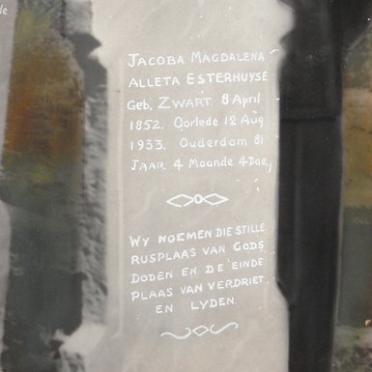 de
JACOBA MAGDALENA
ALLETA ESTERHUYSE
Geb. ZWART. 8 April
1852. Oorlede 12 Aug
1933. Ouderdom 81
JAAR 4 Maande 4 Dae,
WY NOEMEN DIE STILLE
RUSPLAAS VAN GODS
DODEN EN DE EINDE
PLAAS VAN VERDRIET
EN LYDEN.